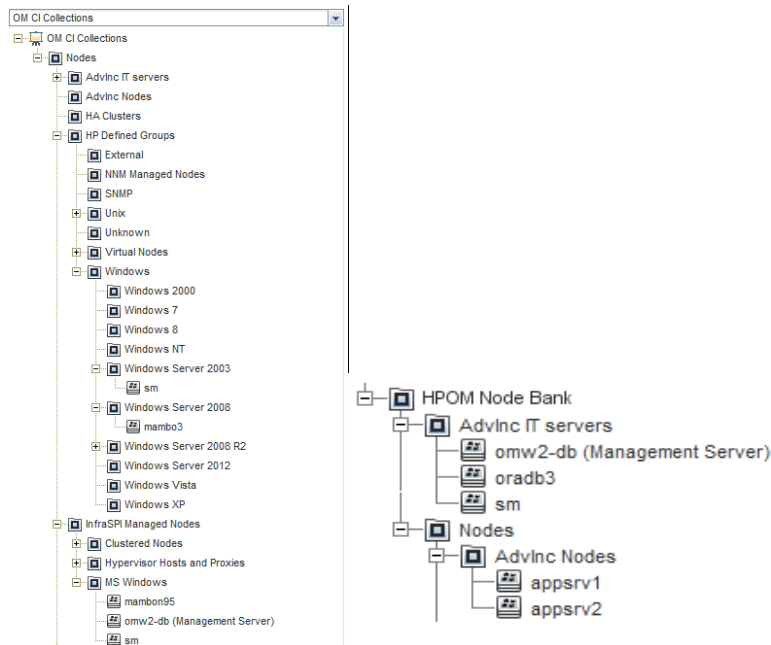 OM CI Collections
OM CI Collections
Nodes
AdvInc IT servers
AdvInc Nodes
HA Clusters
HP Defined Groups
External
NNM Managed Nodes
SNMP
Unix
Unknown
Virtual Nodes
Windows
Windows 2000
Windows 7
Windows 8
Windows NT
Windows Server 2003
sm
Windows Server 2008
mambo3
Windows Server 2008 R2
Windows Server 2012
Windows Vista
Windows XP
InfraSPI Managed Nodes
Clustered Nodes
Hypervisor Hosts and Proxies
MS Windows
mambon95
omw2-db (Management Server)
sm
HPOM Node Bank
AdvInc IT servers
omw2-db (Management Server)
oradb3
sm
Nodes
AdvInc Nodes
appsrv1
appsrv2